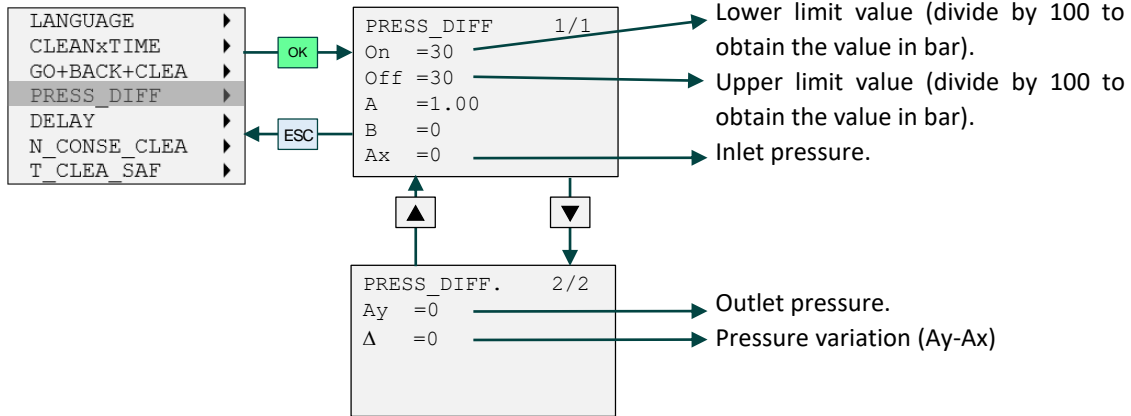 LANGUAGE
CLEANxTIME
GO+BACK+CLEA
PRESS_DIFF
DELAY
N_CONSE_CLEA
T_CLEA_SAF
OK
ESC
PRESS_DIFF 1/1
On =30
Off =30
A =1.00
B =0
Ax =0
Lower limit value (divide by 100 to
obtain the value in bar).
Upper limit value (divide by 100 to
obtain the value in bar).
Inlet pressure.
PRESS_DIFF. 2/2
Ay =0
Δ =0
Outlet pressure.
Pressure variation (Ay-Ax)